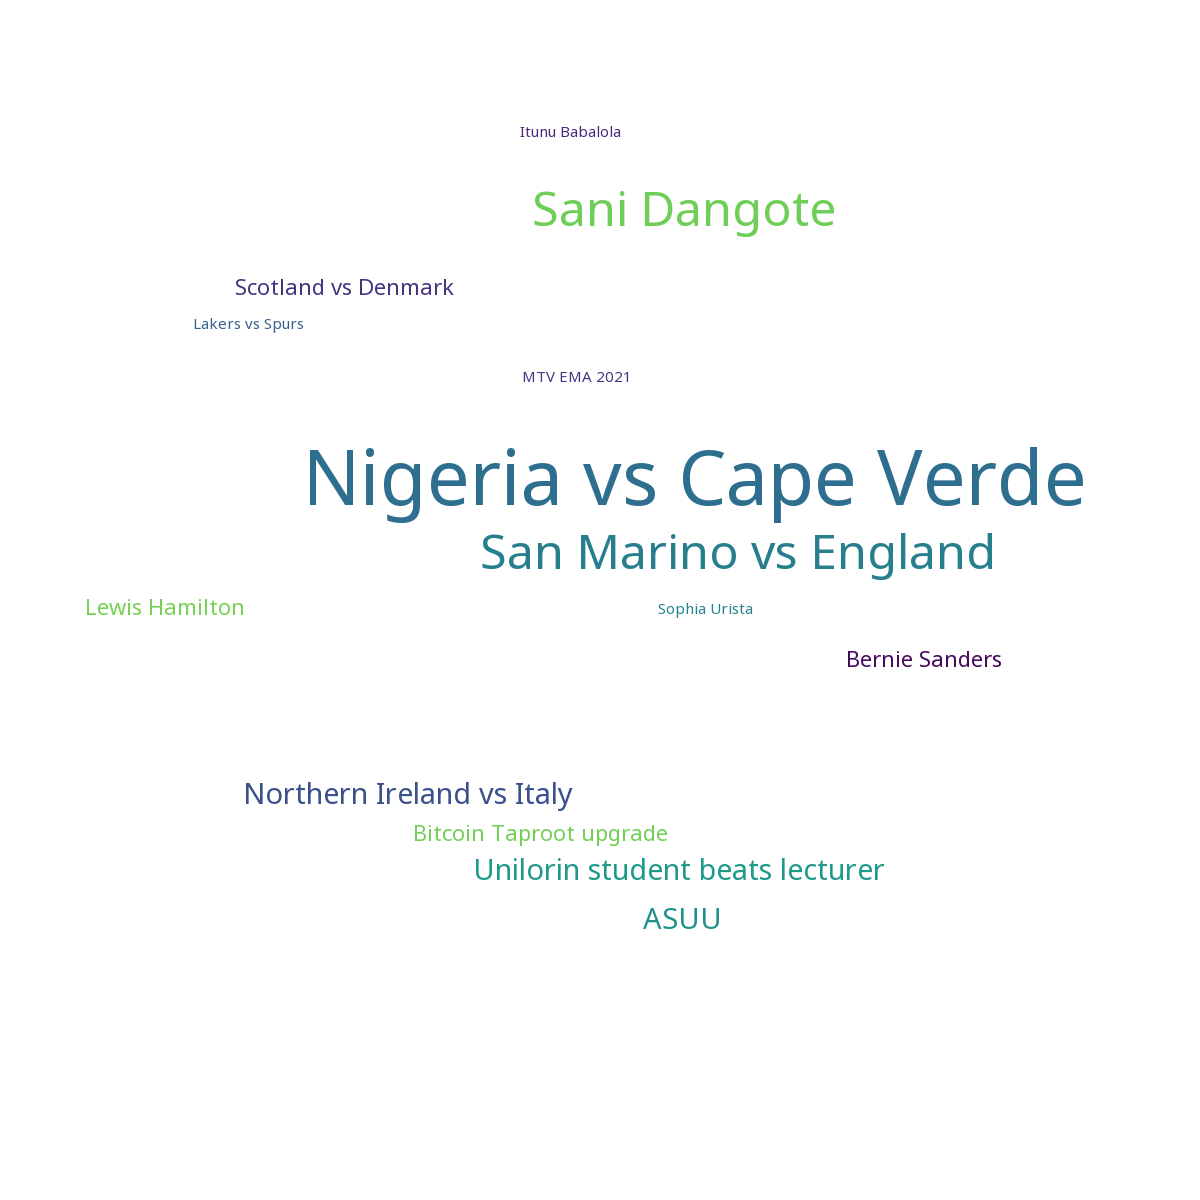 Itunu Babalola
Sani Dangote
Scotland vs Denmark
Lakers vs Spurs
MTV EMA 2021
Nigeria vs Cape Verde
San Marino vs England
Lewis Hamilton
Sophia Urista
Bernie Sanders
Northern Ireland vs Italy
Bitcoin Taproot upgrade
Unilorin student beats lecturer
ASUU